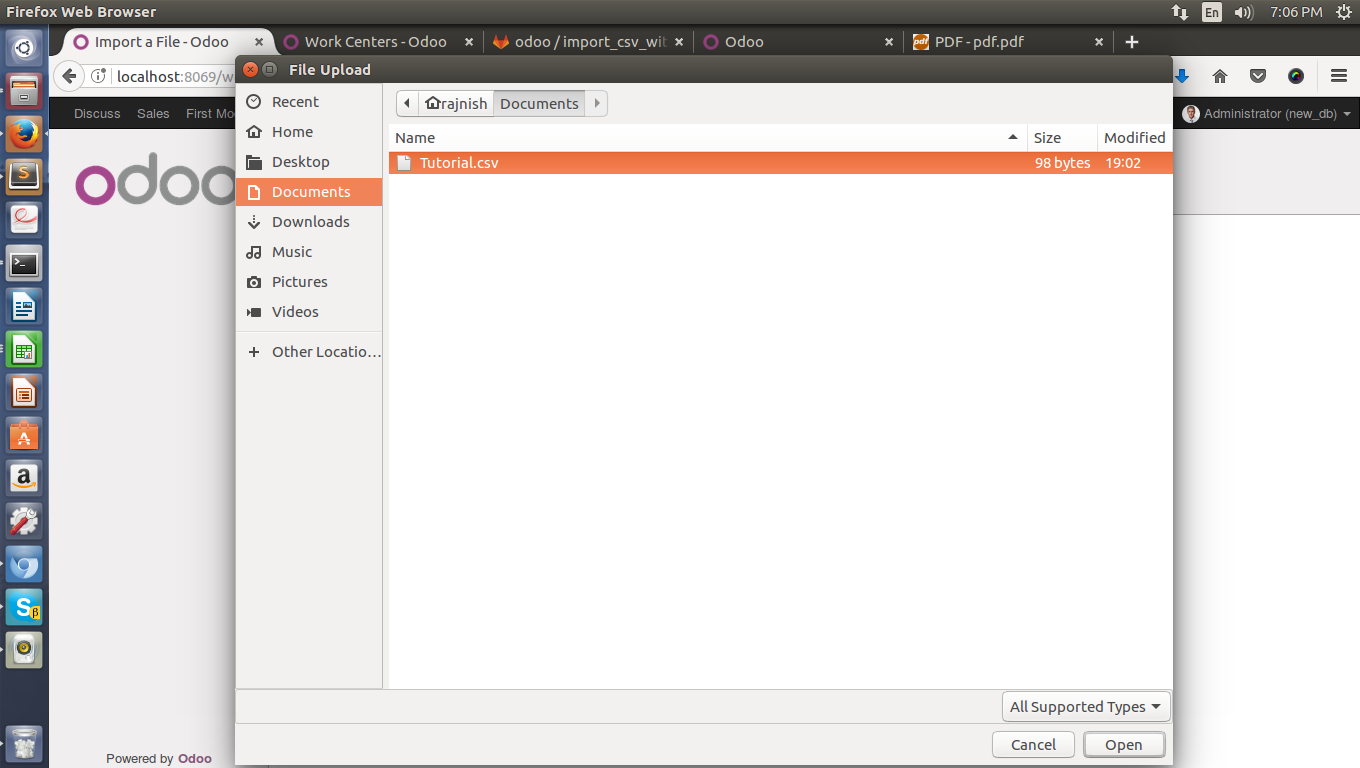 Firefox Web Browser
En
7:06 PM
Import a File - Odoo
Work Centers - Odoo
odoo / import_csv_wit
Odoo
pdf
PDF - pdf.pdf
localhost:8069/w
File Upload
Discuss
Sales
First Mo
Administrator (new_db)
odoo
Recent
Home
Desktop
Documents
Downloads
Music
Pictures
Videos
Other Locatio...
rajnish
Documents
Name
Size
Modified
Tutorial.csv
98 bytes
19:02
All Supported Types
Cancel
Open
Powered by Odoo